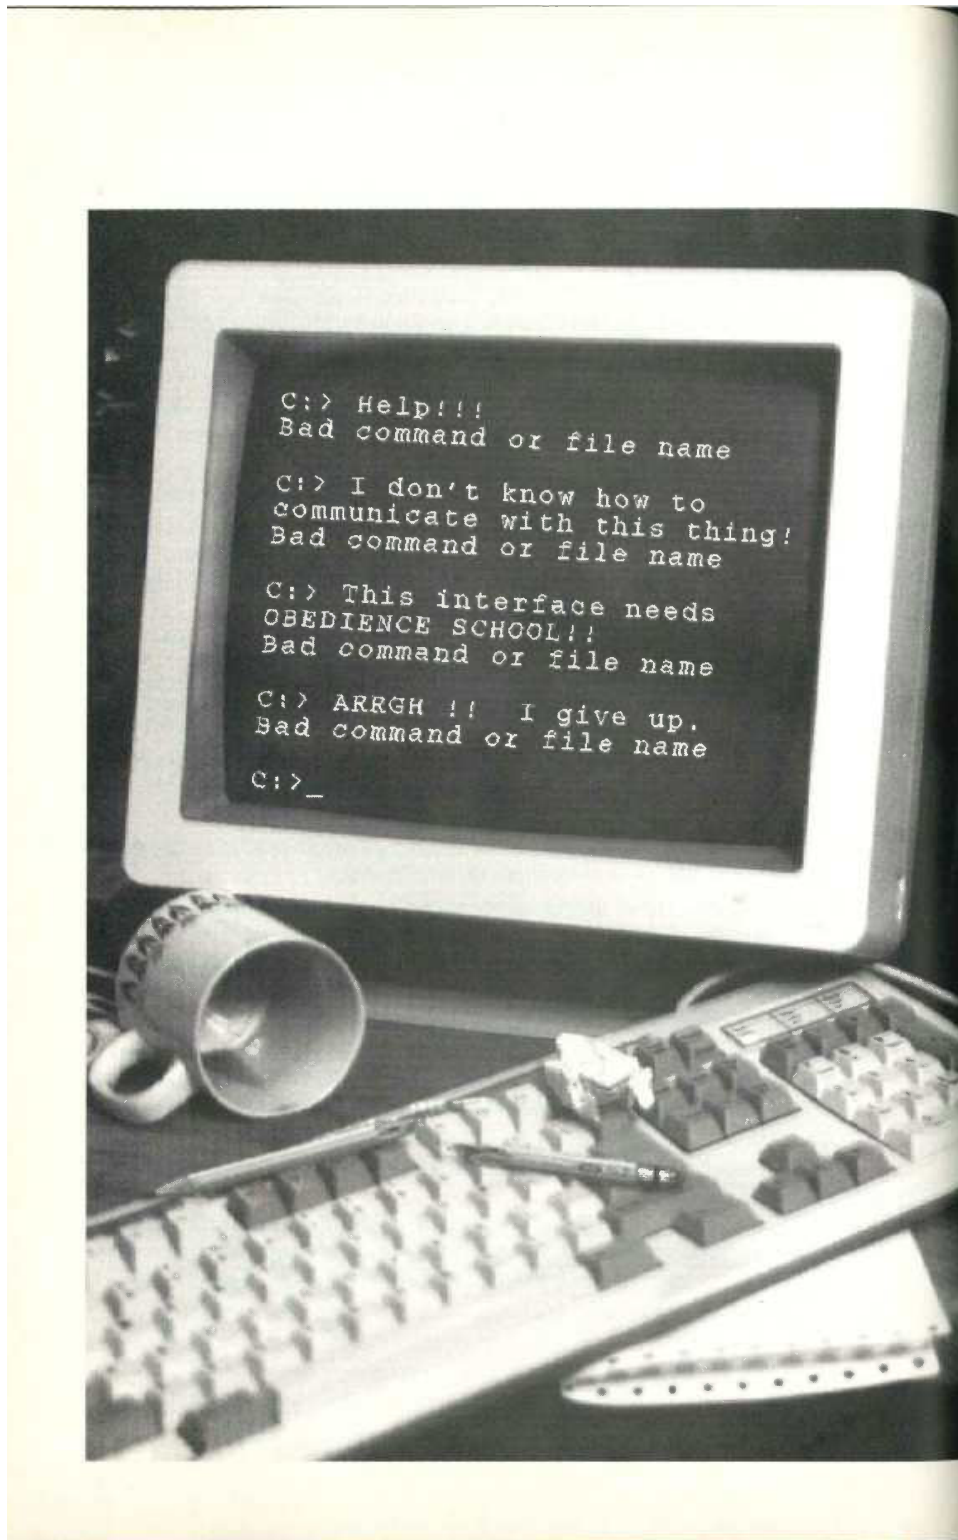 C:> Help!!!
Bad command or file name
C:> I don't know how to
communicate with this thing!
Bad command or file name
C:> This interface needs
OBEDIENCE SCHOOL!!
Bad command or file name
C:> ARRGH !!  I give up.
Bad command or file name
C:>_